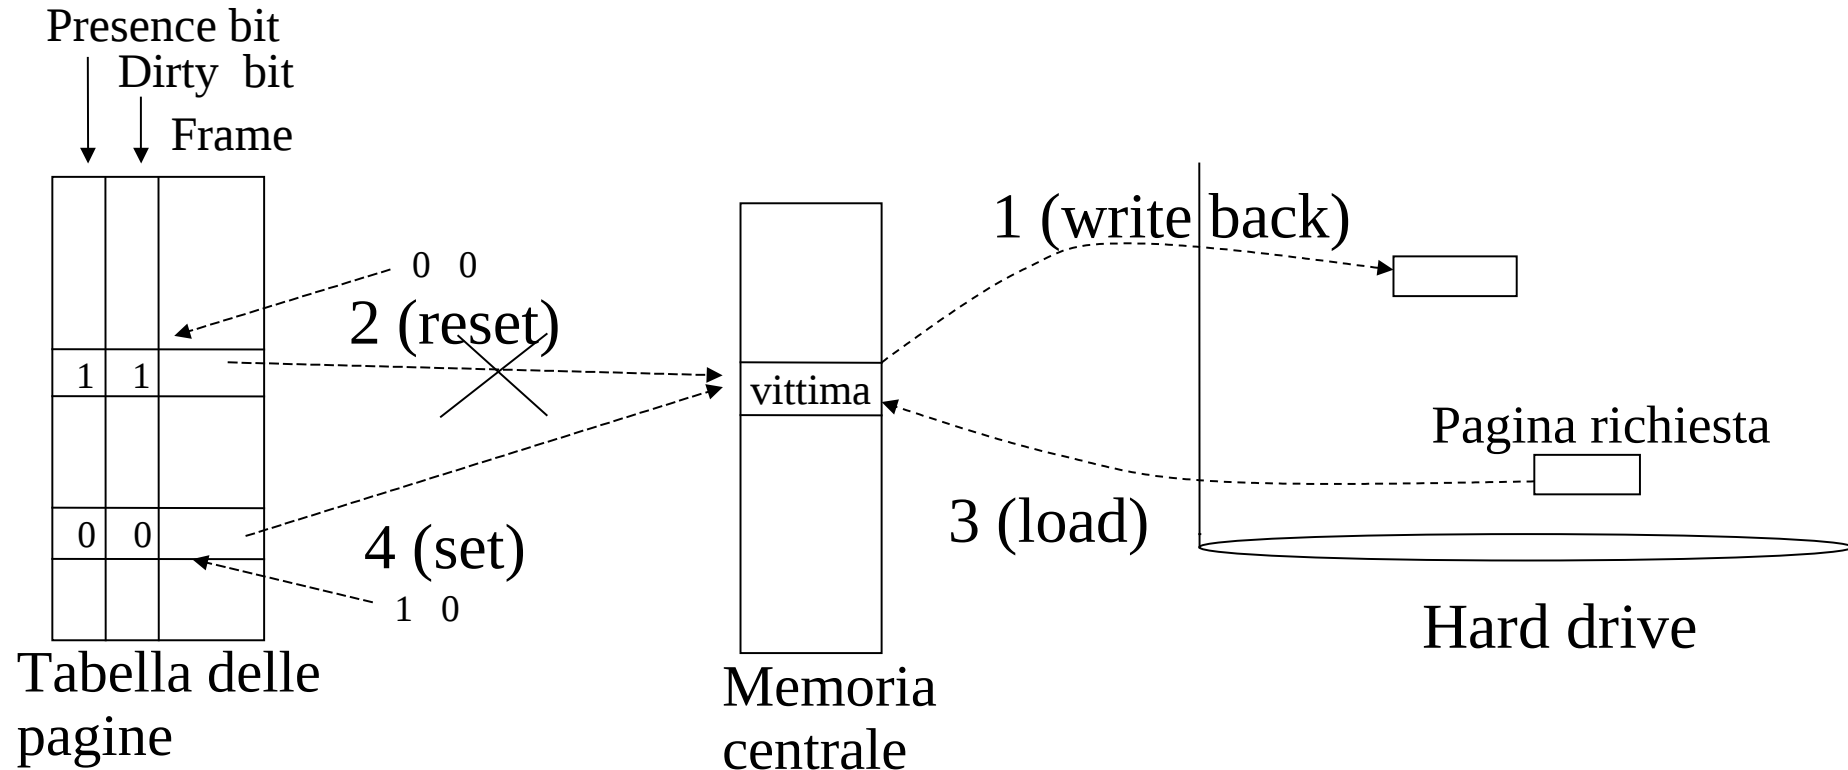 Presence bit
Dirty bit
Frame
1 (write back)
0 0
2 (reset)
1 1
vittima
Pagina richiesta
3 (load)
0 0
4 (set)
1 0
Hard drive
Tabella delle
pagine
Memoria
centrale